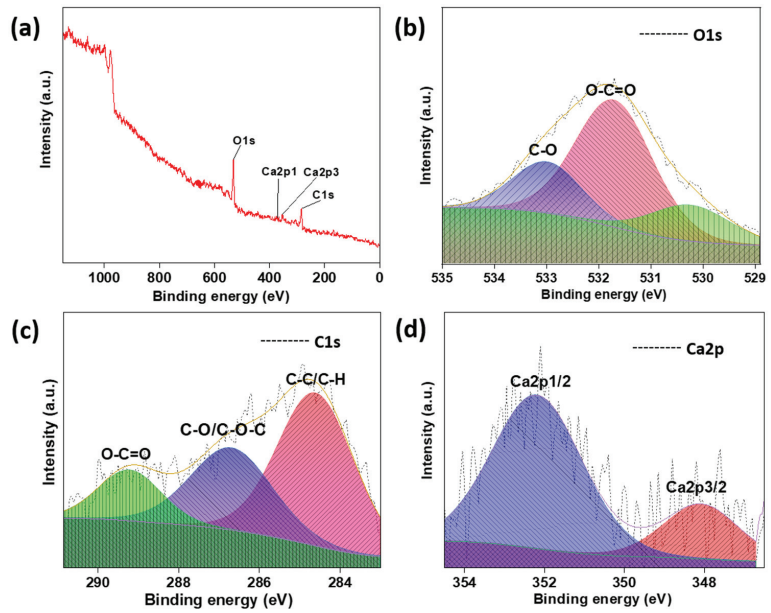 (a)
Intensity (a.u.)
O1s
Ca2p1
Ca2p3
C1s
1000 800 600 400 200 0
Binding energy (eV)
(b)
Intensity (a.u.)
O1s
O-C=O
C-O
535 534 533 532 531 530 529
Binding energy (eV)
(c)
Intensity (a.u.)
C1s
C-C/C-H
C-O/C-O-C
O-C=O
290 288 286 284
Binding energy (eV)
(d)
Intensity (a.u.)
Ca2p
Ca2p1/2
Ca2p3/2
354 352 350 348
Binding energy (eV)